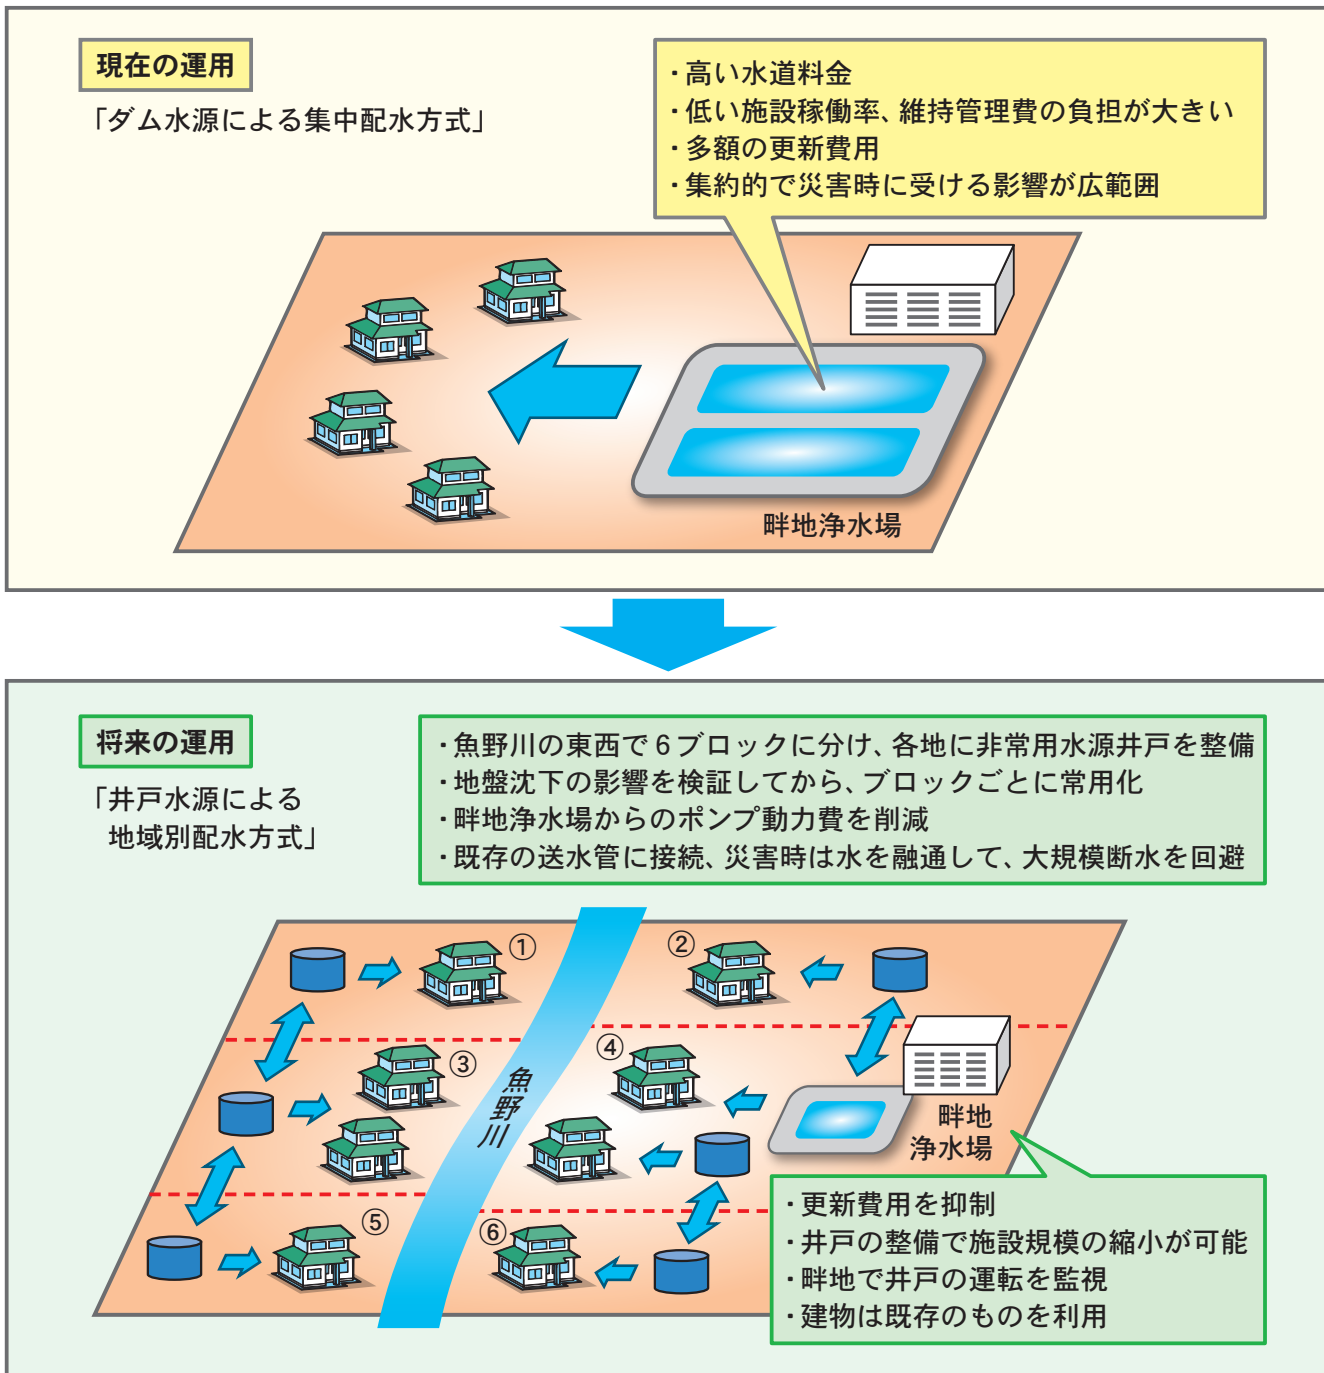 現在の運用
「ダム水源による集中配水方式」
・高い水道料金
・低い施設稼働率、維持管理費の負担が大きい
・多額の更新費用
・集約的で災害時に受ける影響が広範囲
畔地浄水場
将来の運用
「井戸水源による
地域別配水方式」
・魚野川の東西で6ブロックに分け、各地に非常用水源井戸を整備
・地盤沈下の影響を検証してから、ブロックごとに常用化
・畔地浄水場からのポンプ動力費を削減
・既存の送水管に接続、災害時は水を融通して、大規模断水を回避
①
②
③
④
魚野川
畔地
浄水場
⑤
⑥
・更新費用を抑制
・井戸の整備で施設規模の縮小が可能
・畔地で井戸の運転を監視
・建物は既存のものを利用